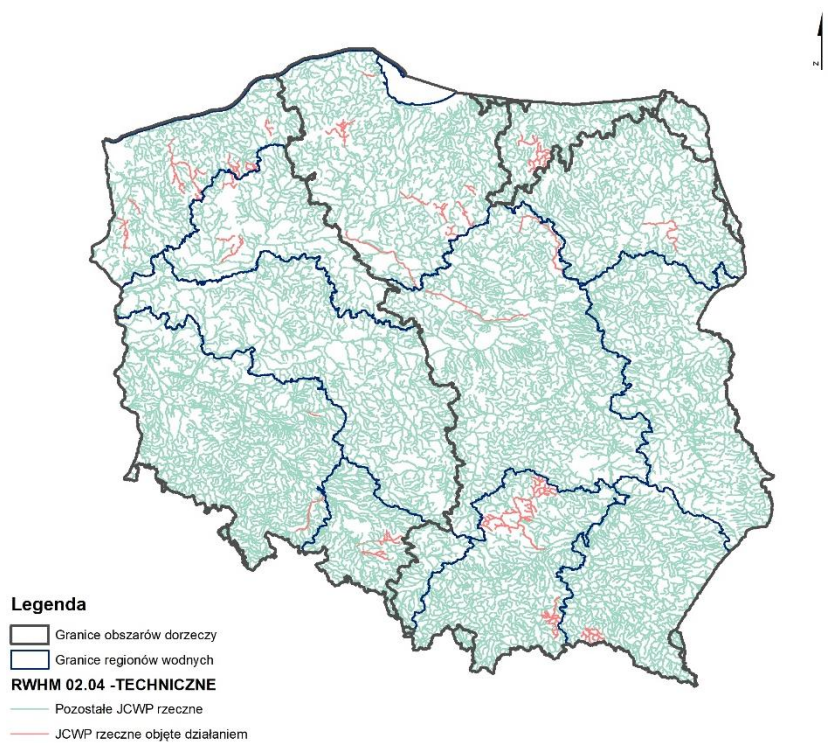 N
Legenda
Granice obszarów dorzeczy
Granice regionów wodnych
RWHM 02.04 -TECHNICZNE
Pozostałe JCWP rzeczne
JCWP rzeczne objęte działaniem